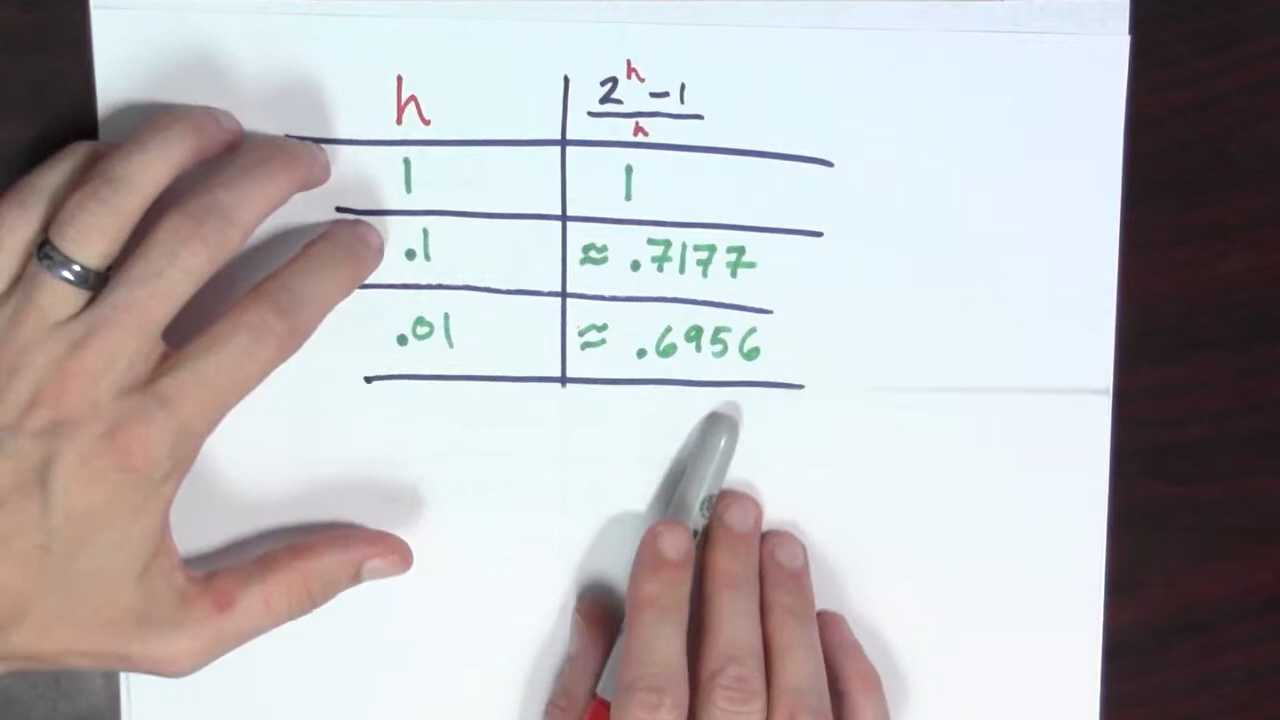 h | 2^h - 1 / h
1 | 1
.1 | ≈ .7177
.01 | ≈ .6956